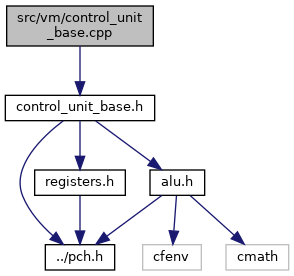 src/vm/control_unit
_base.cpp
control_unit_base.h
registers.h
alu.h
../pch.h
cfenv
cmath